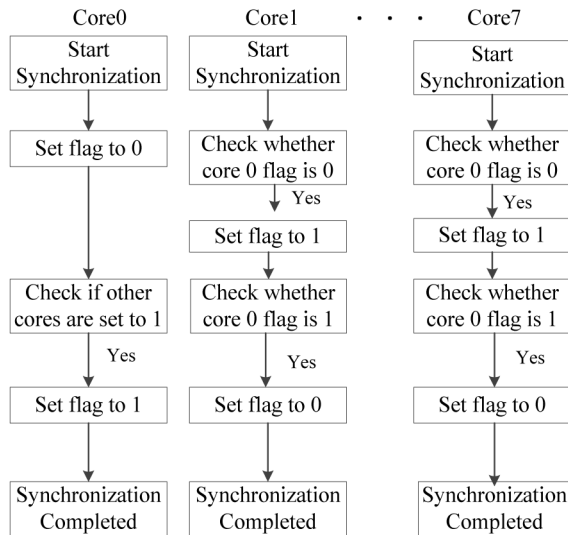 Core0
Start
Synchronization
Set flag to 0
Check if other
cores are set to 1
Yes
Set flag to 1
Synchronization
Completed
Core1
Start
Synchronization
Check whether
core 0 flag is 0
Yes
Set flag to 1
Check whether
core 0 flag is 1
Yes
Set flag to 0
Synchronization
Completed
· · ·
Core7
Start
Synchronization
Check whether
core 0 flag is 0
Yes
Set flag to 1
Check whether
core 0 flag is 1
Yes
Set flag to 0
Synchronization
Completed